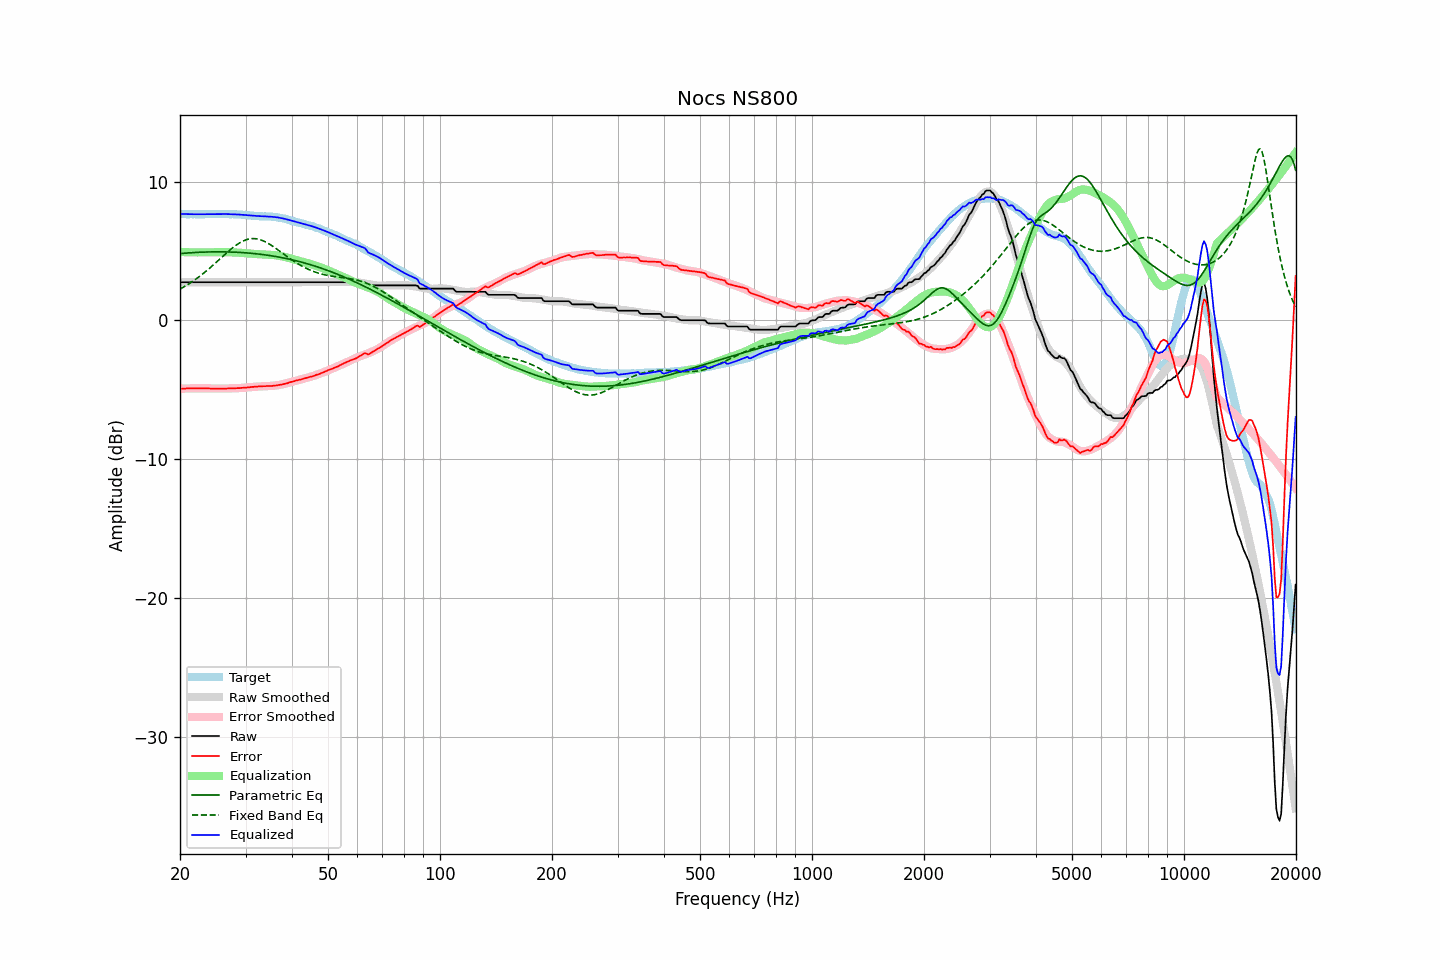 Nocs NS800
Amplitude (dBr)
10
0
−10
−20
−30
Target
Raw Smoothed
Error Smoothed
Raw
Error
Equalization
Parametric Eq
Fixed Band Eq
Equalized
20 50 100 200 500 1000 2000 5000 10000 20000
Frequency (Hz)